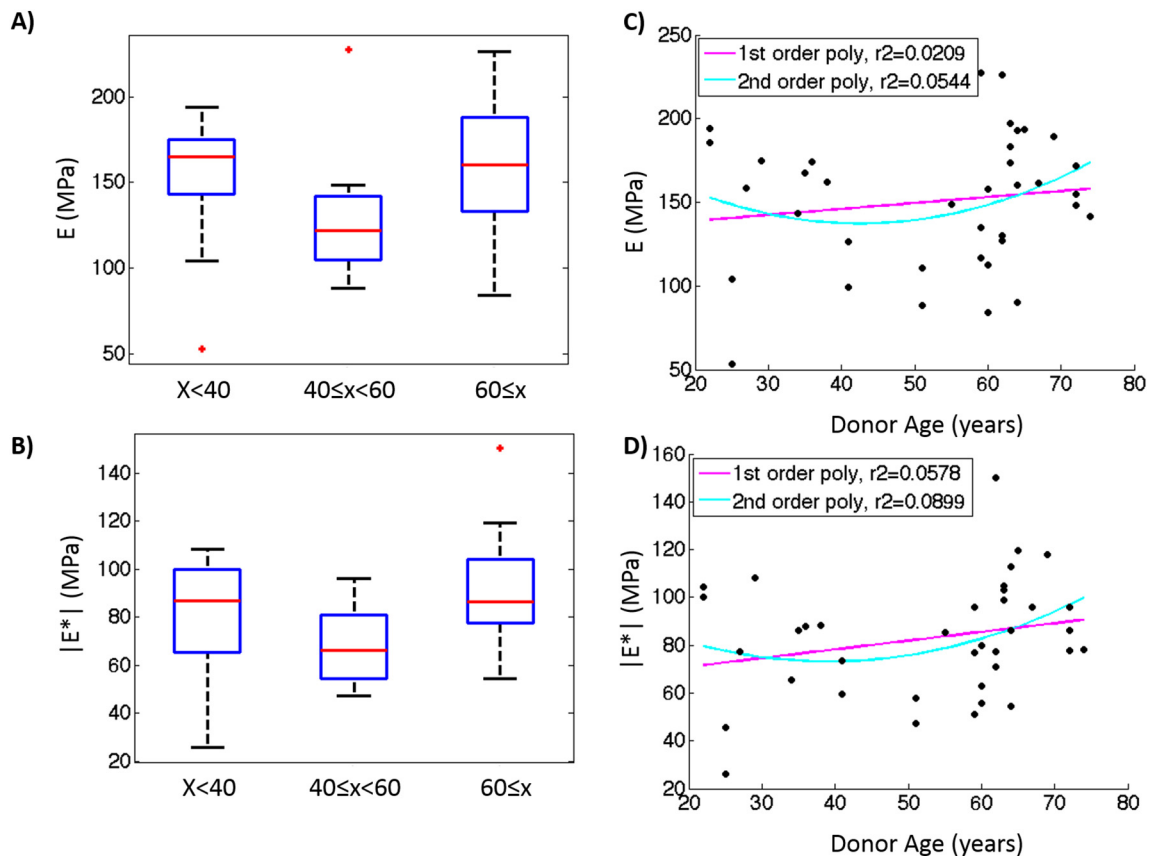 A)
E (MPa)
200
150
100
50
X<40
40≤x<60
60≤x
C)
E (MPa)
250
200
150
100
50
1st order poly, r2=0.0209
2nd order poly, r2=0.0544
20
30
40
50
60
70
80
Donor Age (years)
B)
|E*| (MPa)
140
120
100
80
60
40
20
X<40
40≤x<60
60≤x
D)
|E*| (MPa)
160
140
120
100
80
60
40
20
1st order poly, r2=0.0578
2nd order poly, r2=0.0899
20
30
40
50
60
70
80
Donor Age (years)